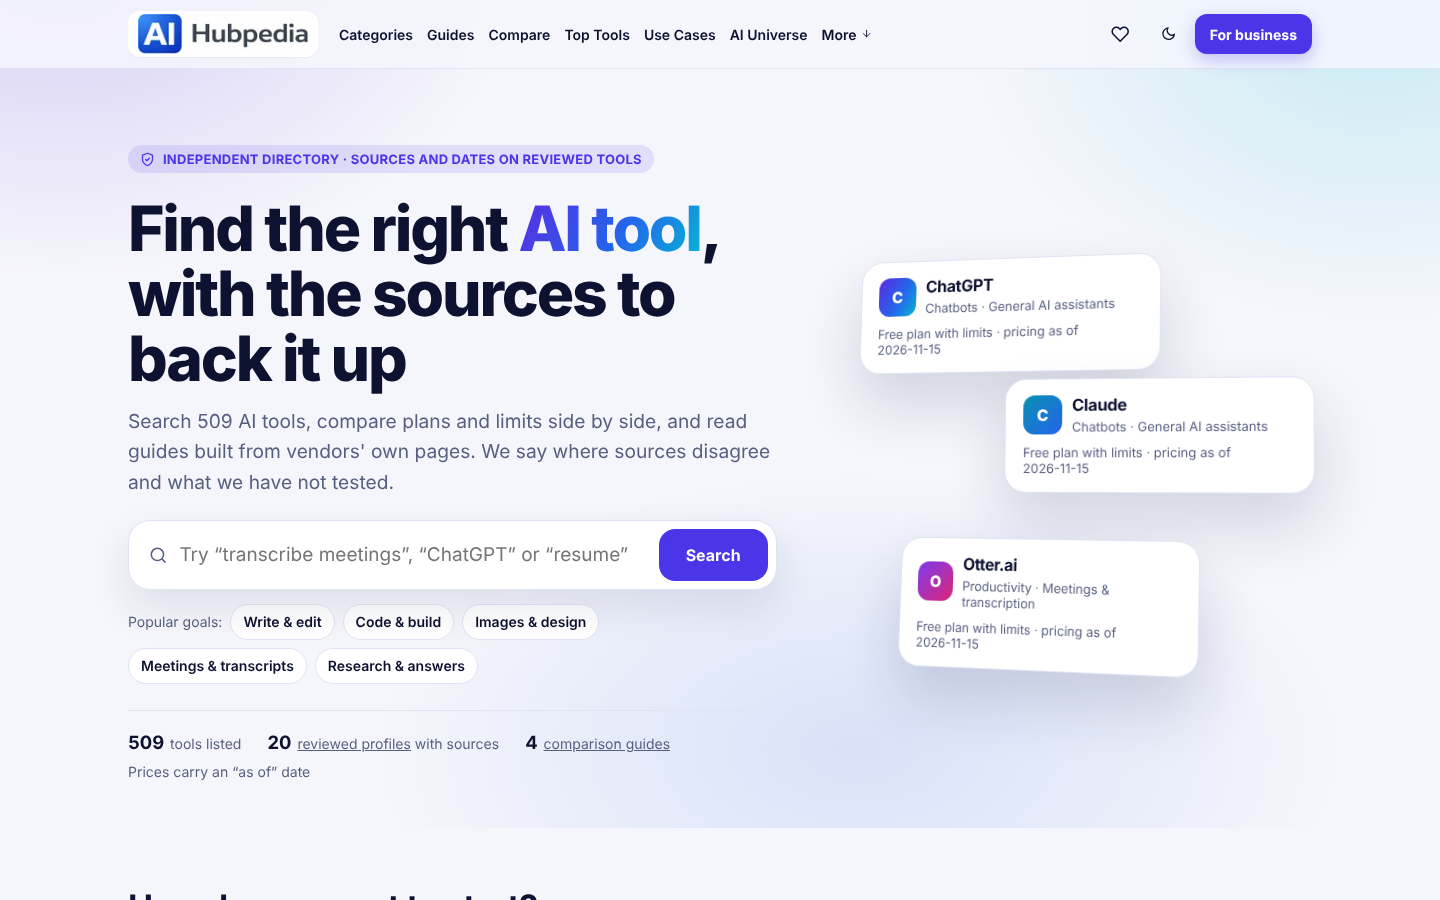 AI Hubpedia
Categories Guides Compare Top Tools Use Cases AI Universe More
For business
INDEPENDENT DIRECTORY · SOURCES AND DATES ON REVIEWED TOOLS
Find the right AI tool,
with the sources to
back it up
Search 509 AI tools, compare plans and limits side by side, and read
guides built from vendors' own pages. We say where sources disagree
and what we have not tested.
Try “transcribe meetings”, “ChatGPT” or “resume”
Search
Popular goals: Write & edit Code & build Images & design
Meetings & transcripts Research & answers
509 tools listed 20 reviewed profiles with sources 4 comparison guides
Prices carry an “as of” date
C
ChatGPT
Chatbots · General AI assistants
Free plan with limits · pricing as of
2026-11-15
C
Claude
Chatbots · General AI assistants
Free plan with limits · pricing as of
2026-11-15
O
Otter.ai
Productivity · Meetings &
transcription
Free plan with limits · pricing as of
2026-11-15